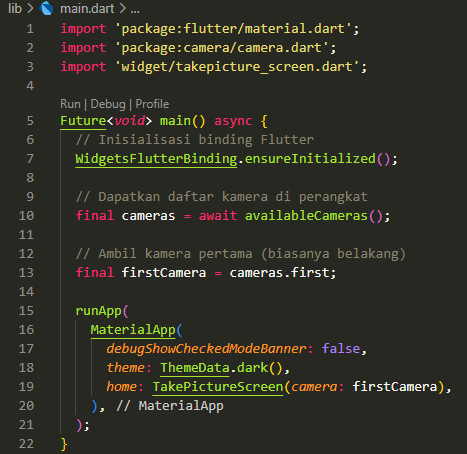 lib > main.dart > ...
1 import 'package:flutter/material.dart';
2 import 'package:camera/camera.dart';
3 import 'widget/takepicture_screen.dart';
4
Run | Debug | Profile
5 Future<void> main() async {
6   // Inisialisasi binding Flutter
7   WidgetsFlutterBinding.ensureInitialized();
8
9   // Dapatkan daftar kamera di perangkat
10   final cameras = await availableCameras();
11
12   // Ambil kamera pertama (biasanya belakang)
13   final firstCamera = cameras.first;
14
15   runApp(
16     MaterialApp(
17       debugShowCheckedModeBanner: false,
18       theme: ThemeData.dark(),
19       home: TakePictureScreen(camera: firstCamera),
20     ), // MaterialApp
21   );
22 }